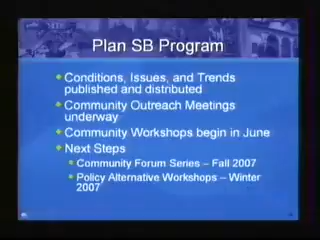 Plan SB Program
Conditions, Issues, and Trends
published and distributed
Community Outreach Meetings
underway
Community Workshops begin in June
Next Steps
Community Forum Series – Fall 2007
Policy Alternative Workshops – Winter
2007